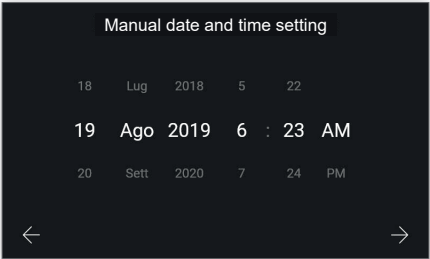 Manual date and time setting
18 Lug 2018 5 22
19 Ago 2019 6 : 23 AM
20 Sett 2020 7 24 PM